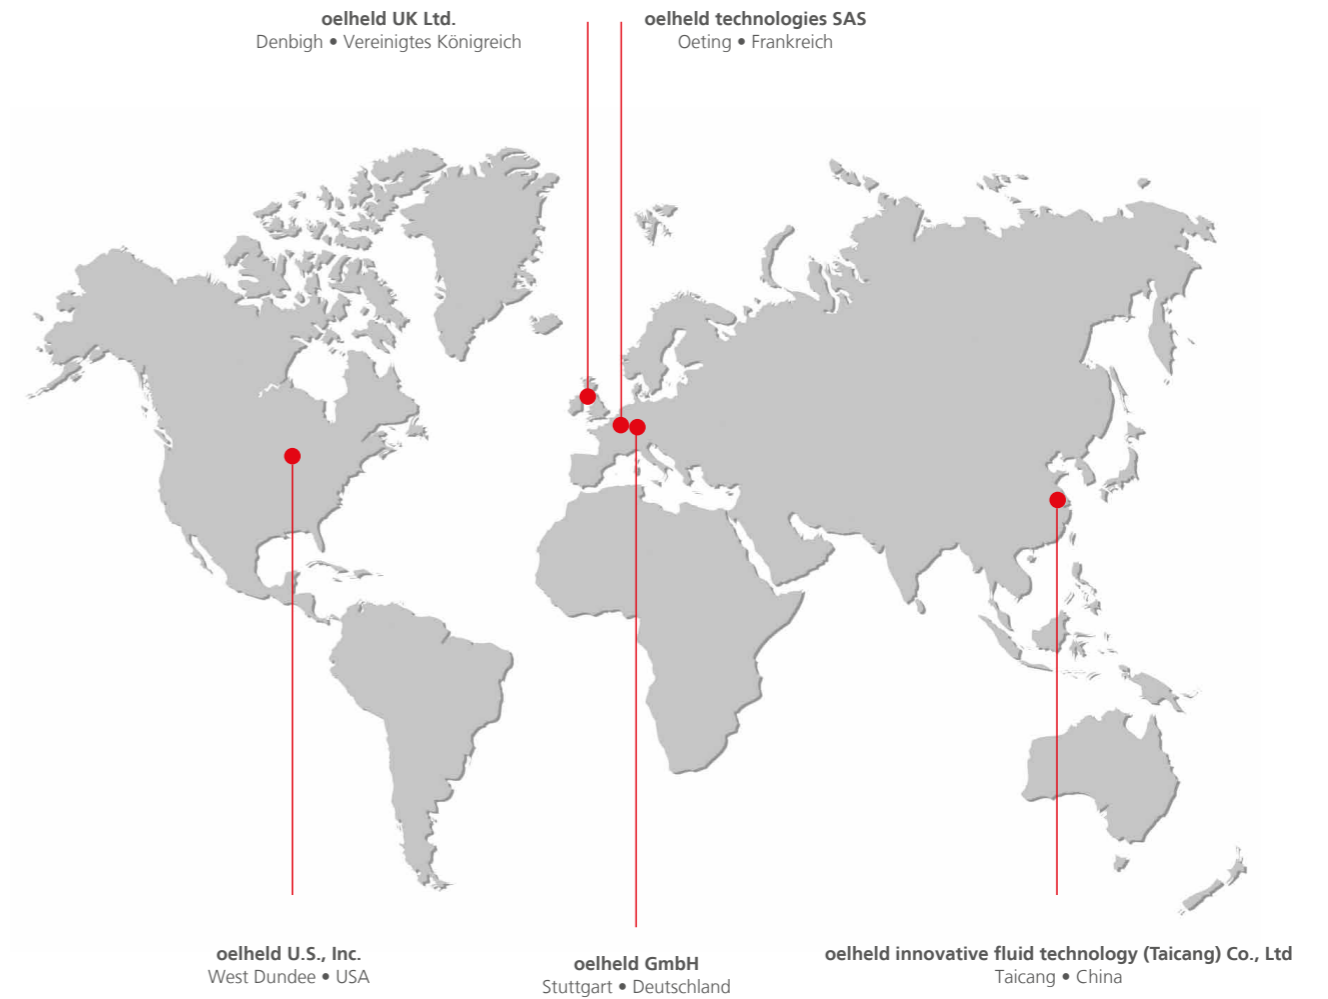 oelheld UK Ltd.
Denbigh • Vereinigtes Königreich
oelheld technologies SAS
Oeting • Frankreich
oelheld U.S., Inc.
West Dundee • USA
oelheld GmbH
Stuttgart • Deutschland
oelheld innovative fluid technology (Taicang) Co., Ltd
Taicang • China